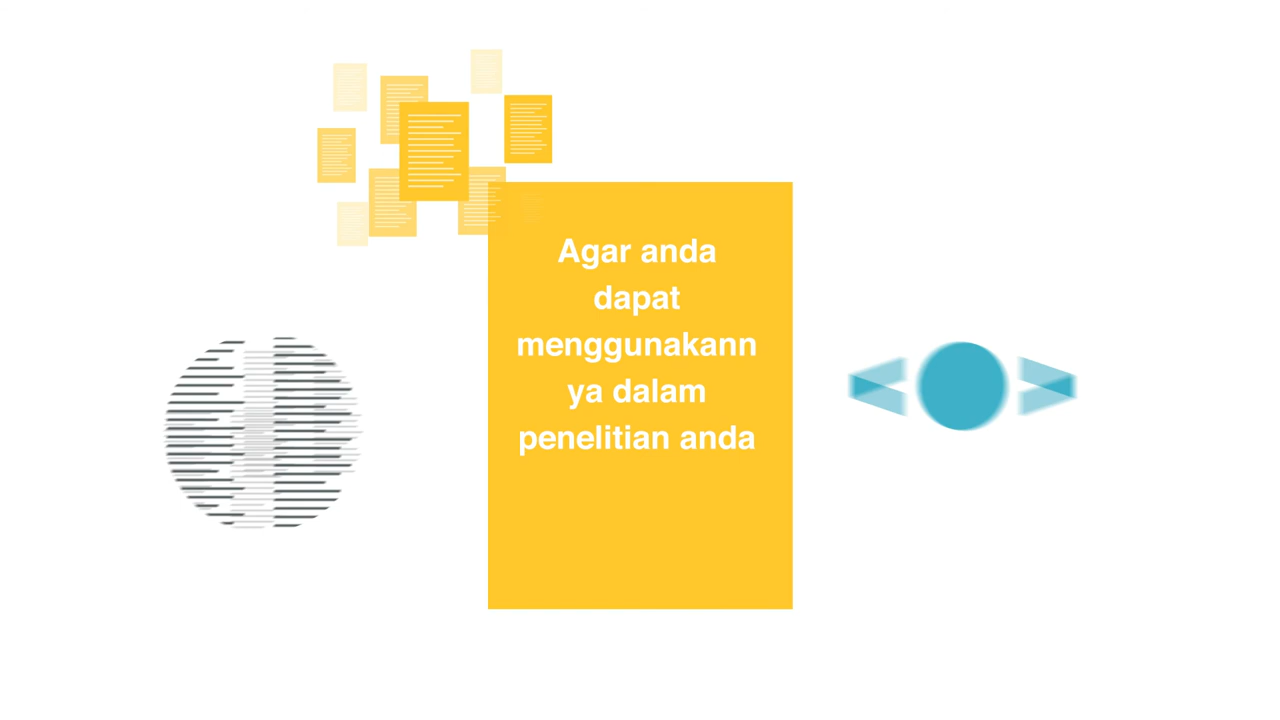 Agar anda
dapat
menggunakann
ya dalam
penelitian anda